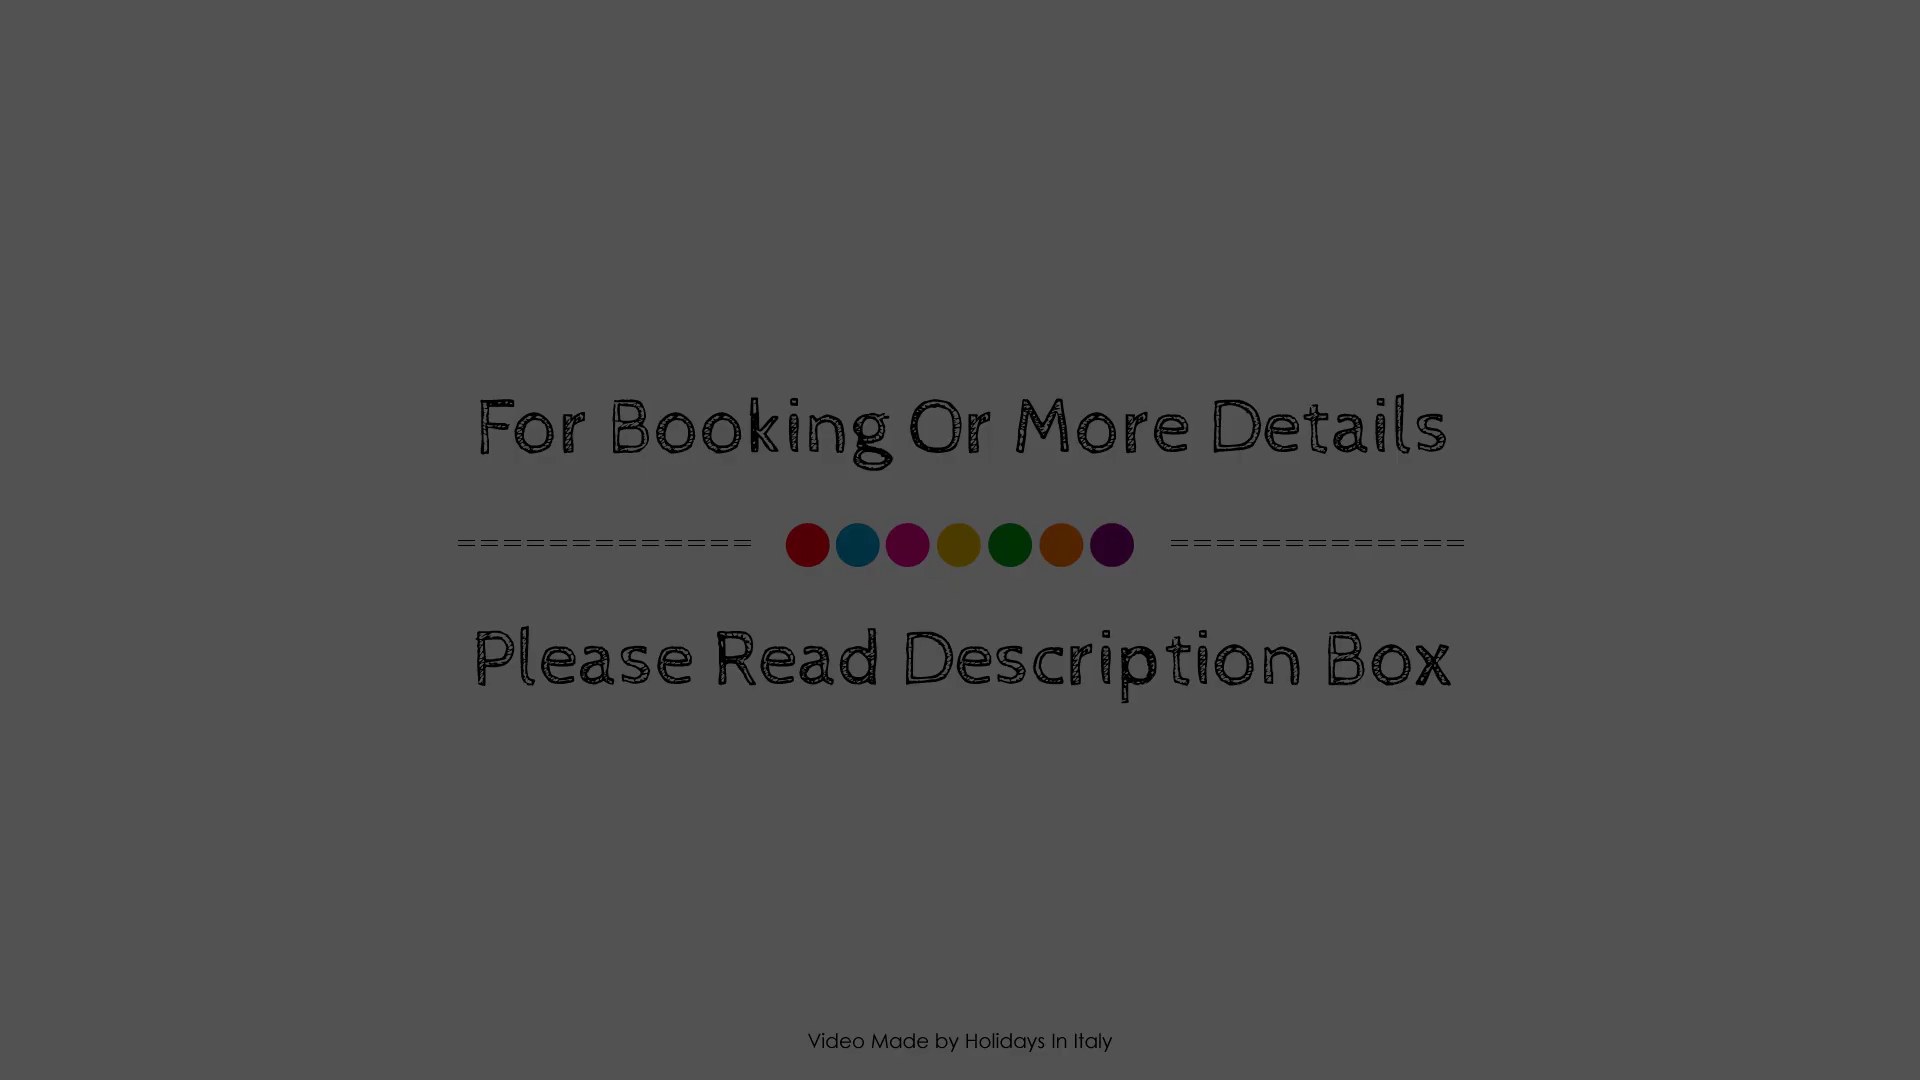 For Booking Or More Details
============= =============
Please Read Description Box
Video Made by Holidays In Italy